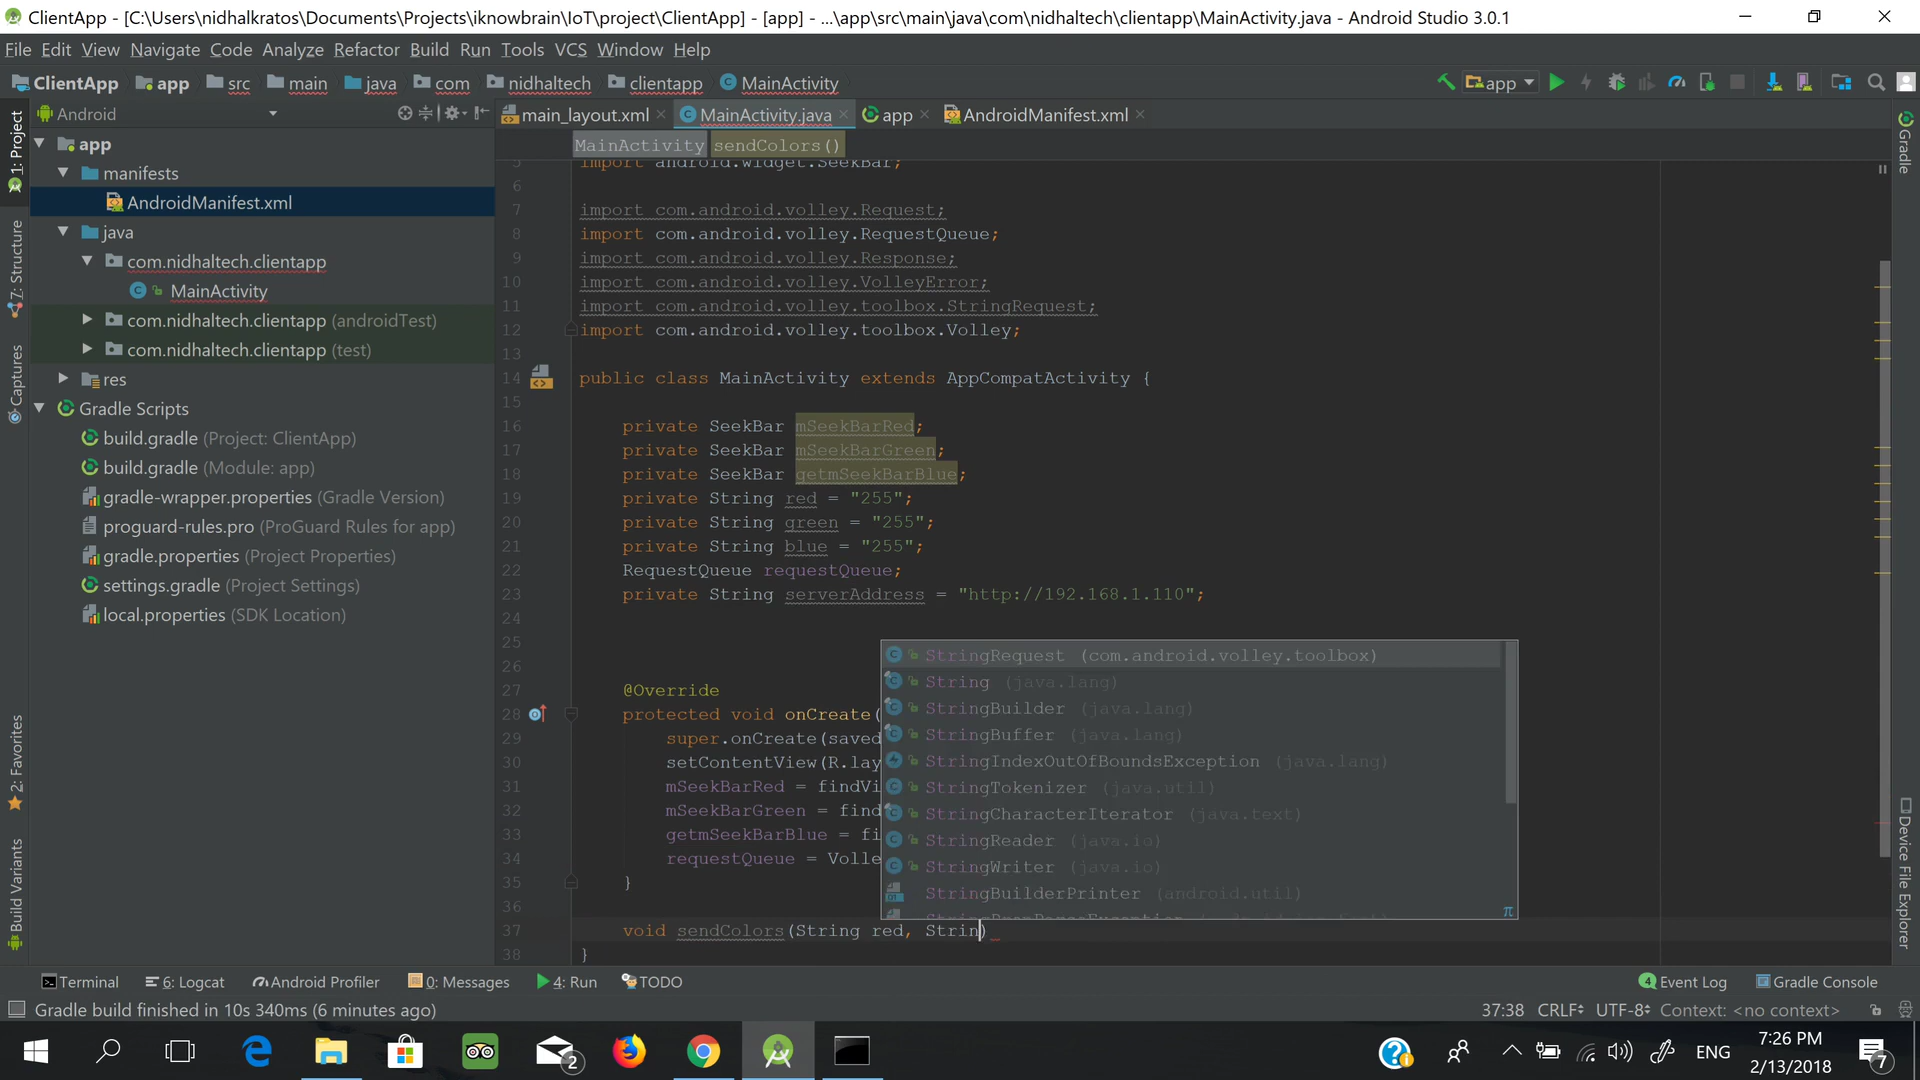 ClientApp - [C:\Users\nidhalkratos\Documents\Projects\iknowbrain\IoT\project\ClientApp] - [app] - ...\app\src\main\java\com\nidhaltech\clientapp\MainActivity.java - Android Studio 3.0.1
File Edit View Navigate Code Analyze Refactor Build Run Tools VCS Window Help
ClientApp app src main java com nidhaltech clientapp MainActivity app
Android main_layout.xml MainActivity.java app AndroidManifest.xml
MainActivity sendColors()
1: Project
Z: Structure
Captures
2: Favorites
Build Variants
Gradle
Device File Explorer
app
manifests
AndroidManifest.xml
java
com.nidhaltech.clientapp
MainActivity
com.nidhaltech.clientapp (androidTest)
com.nidhaltech.clientapp (test)
res
Gradle Scripts
build.gradle (Project: ClientApp)
build.gradle (Module: app)
gradle-wrapper.properties (Gradle Version)
proguard-rules.pro (ProGuard Rules for app)
gradle.properties (Project Properties)
settings.gradle (Project Settings)
local.properties (SDK Location)
5 import android.widget.SeekBar;
6
7 import com.android.volley.Request;
8 import com.android.volley.RequestQueue;
9 import com.android.volley.Response;
10 import com.android.volley.VolleyError;
11 import com.android.volley.toolbox.StringRequest;
12 import com.android.volley.toolbox.Volley;
13
14 public class MainActivity extends AppCompatActivity {
15
16 private SeekBar mSeekBarRed;
17 private SeekBar mSeekBarGreen;
18 private SeekBar getmSeekBarBlue;
19 private String red = "255";
20 private String green = "255";
21 private String blue = "255";
22 RequestQueue requestQueue;
23 private String serverAddress = "http://192.168.1.110";
24
25
26
27 @Override
28 protected void onCreate(
29 super.onCreate(saved
30 setContentView(R.lay
31 mSeekBarRed = findVi
32 mSeekBarGreen = find
33 getmSeekBarBlue = fi
34 requestQueue = Volle
35 }
36
37 void sendColors(String red, Strin)
38 }
StringRequest (com.android.volley.toolbox)
String (java.lang)
StringBuilder (java.lang)
StringBuffer (java.lang)
StringIndexOutOfBoundsException (java.lang)
StringTokenizer (java.util)
StringCharacterIterator (java.text)
StringReader (java.io)
StringWriter (java.io)
StringBuilderPrinter (android.util)
π
Terminal 6: Logcat Android Profiler 0: Messages 4: Run TODO 4 Event Log Gradle Console
Gradle build finished in 10s 340ms (6 minutes ago) 37:38 CRLF UTF-8 Context: <no context>
2 ENG 7:26 PM 7
2/13/2018